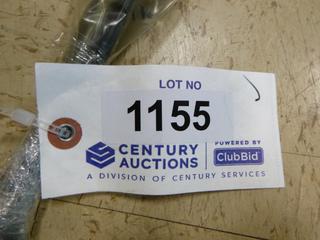 LOT NO
1155
CENTURY AUCTIONS
POWERED BY
ClubBid
A DIVISION OF CENTURY SERVICES